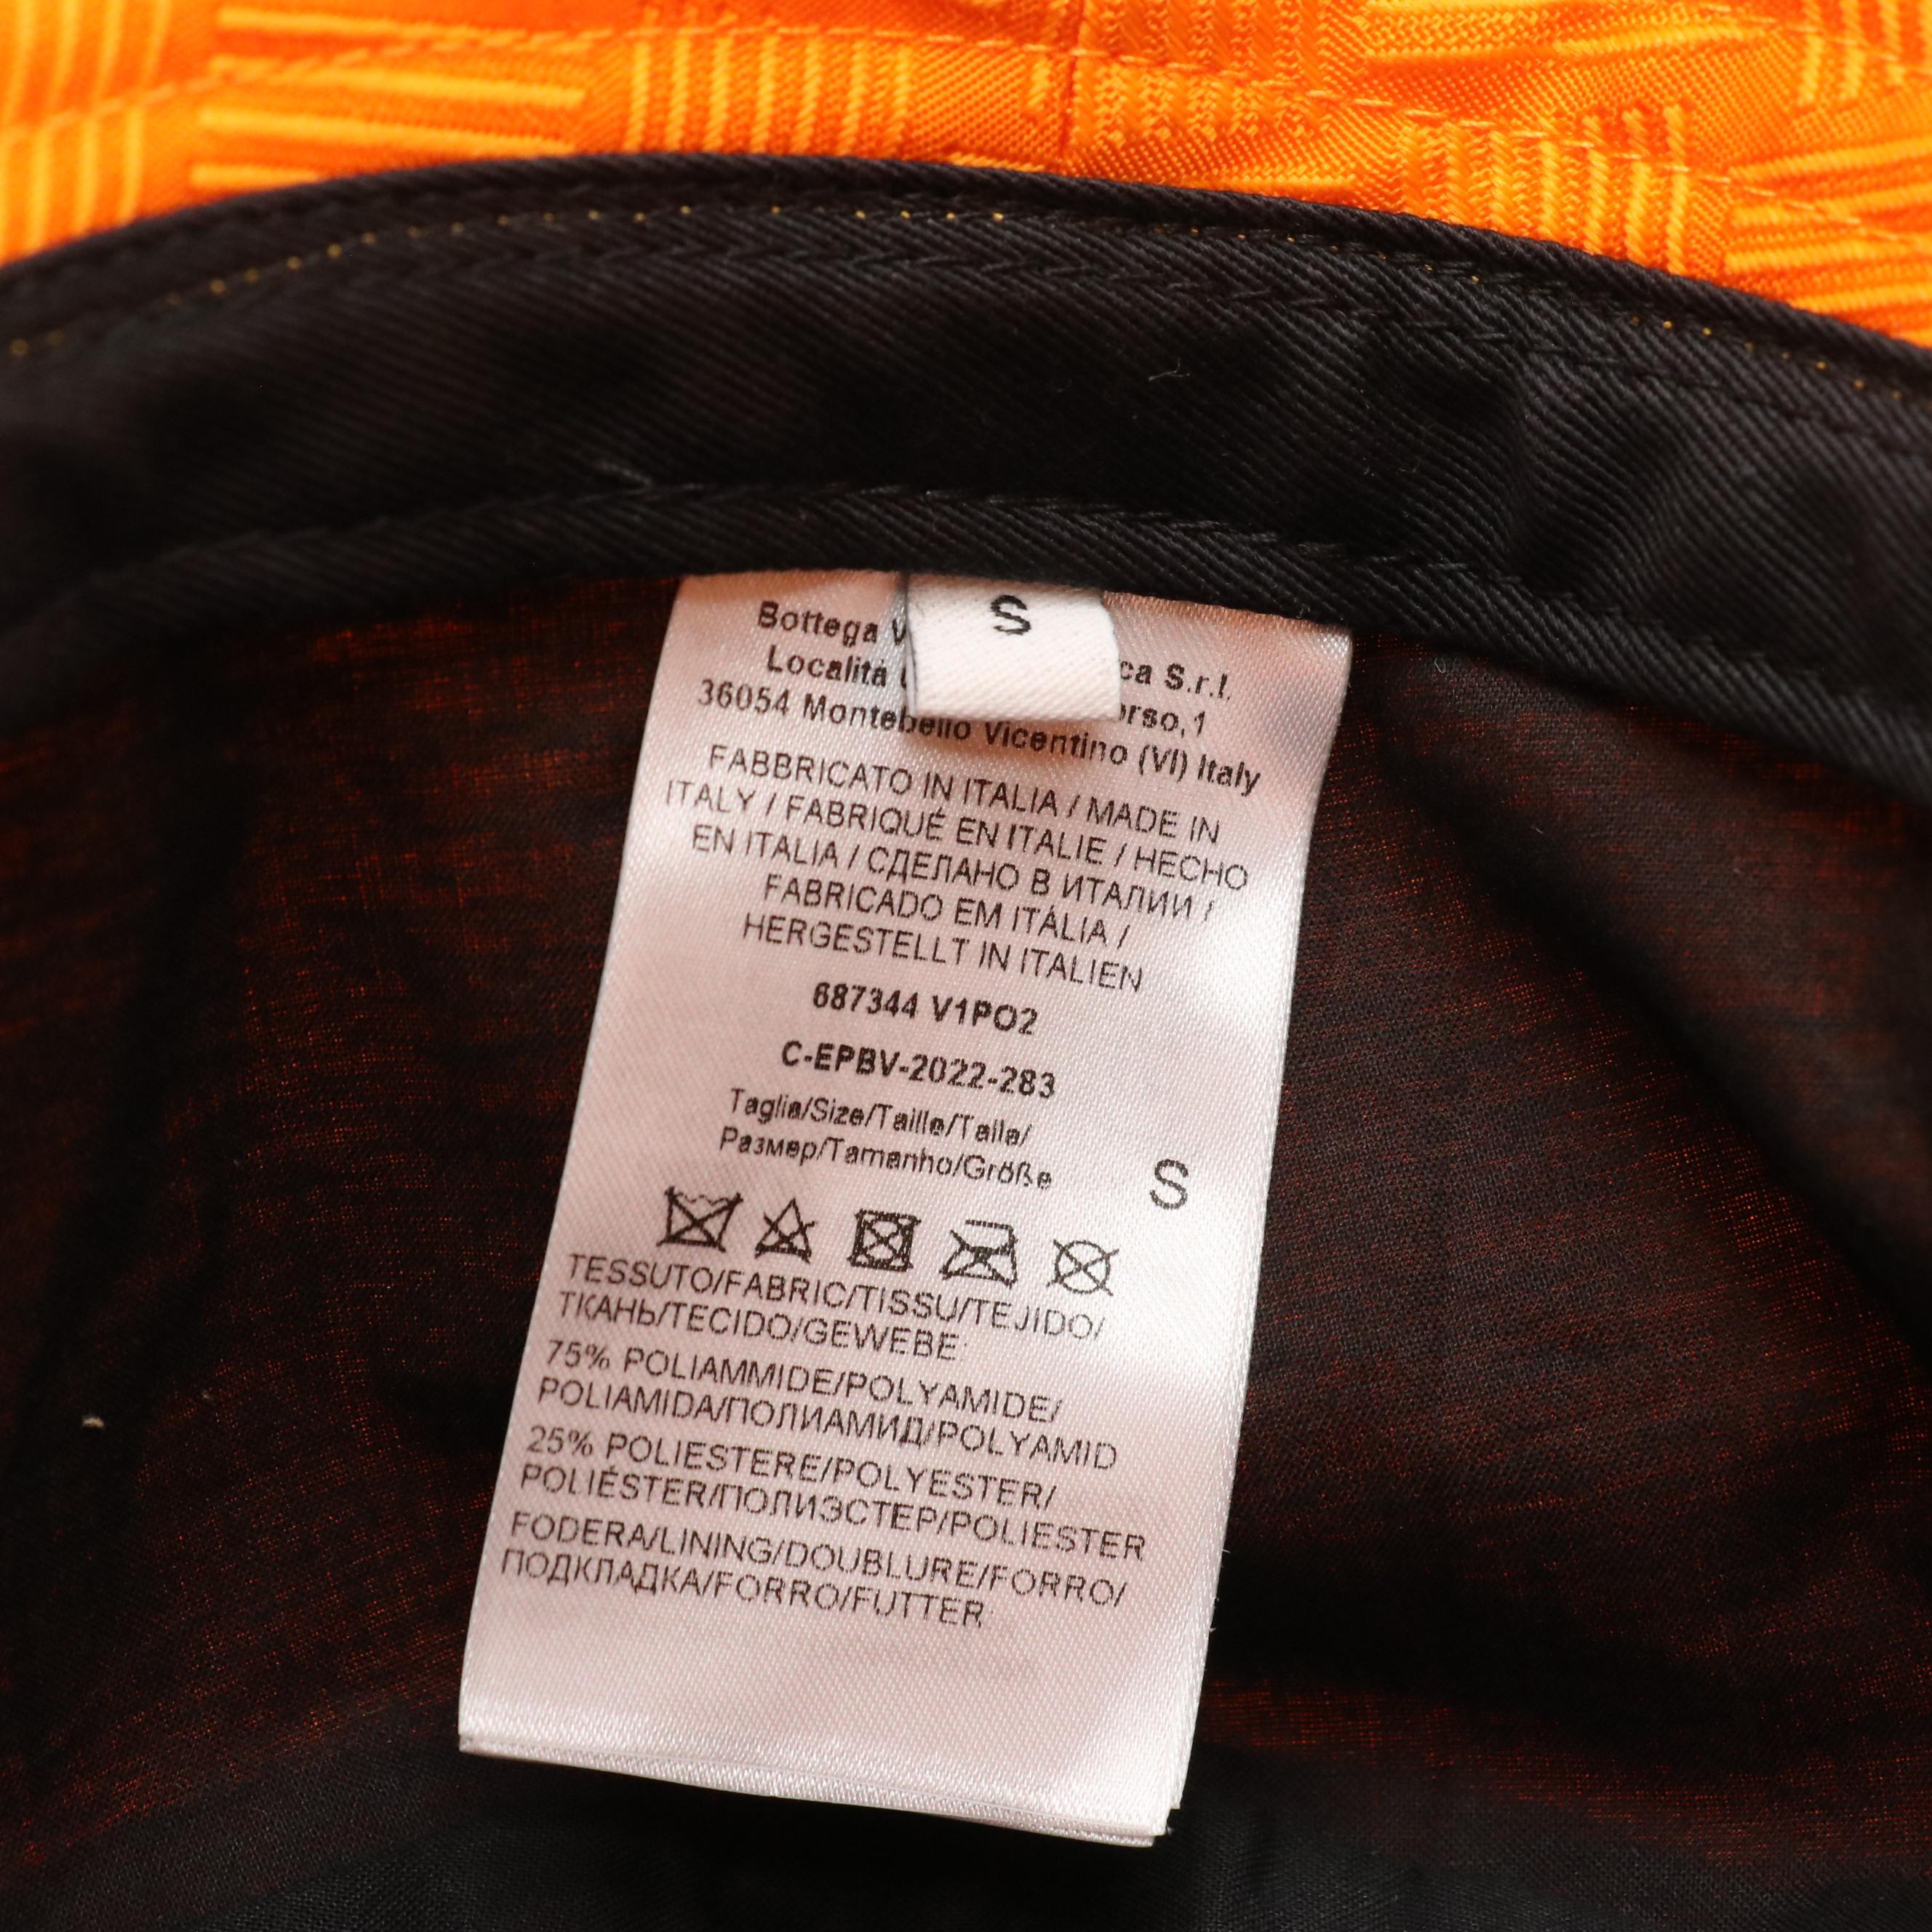 S
Bottega
ca S.r.l.
Località
orso,1
36054 Montebello Vicentino (VI) Italy
FABBRICATO IN ITALIA / MADE IN
ITALY / FABRIQUÉ EN ITALIE / HECHO
EN ITALIA / СДЕЛАНО В ИТАЛИИ /
FABRICADO EM ITÁLIA /
HERGESTELLT IN ITALIEN
687344 V1PO2
C-EPBV-2022-283
Taglia/Size/Taille/Talla/
Размер/Tamanho/Größe
S
TESSUTO/FABRIC/TISSU/TEJIDO/
ТКАНЬ/TECIDO/GEWEBE:
75% POLIAMMIDE/POLYAMIDE/
POLIAMIDA/ПОЛИАМИД/POLYAMID
25% POLIESTERE/POLYESTER/
POLIÉSTER/ПОЛИЭСТЕР/POLIESTER
FODERA/LINING/DOUBLURE/FORRO/
ПОДКЛАДКА/FORRO/FUTTER: